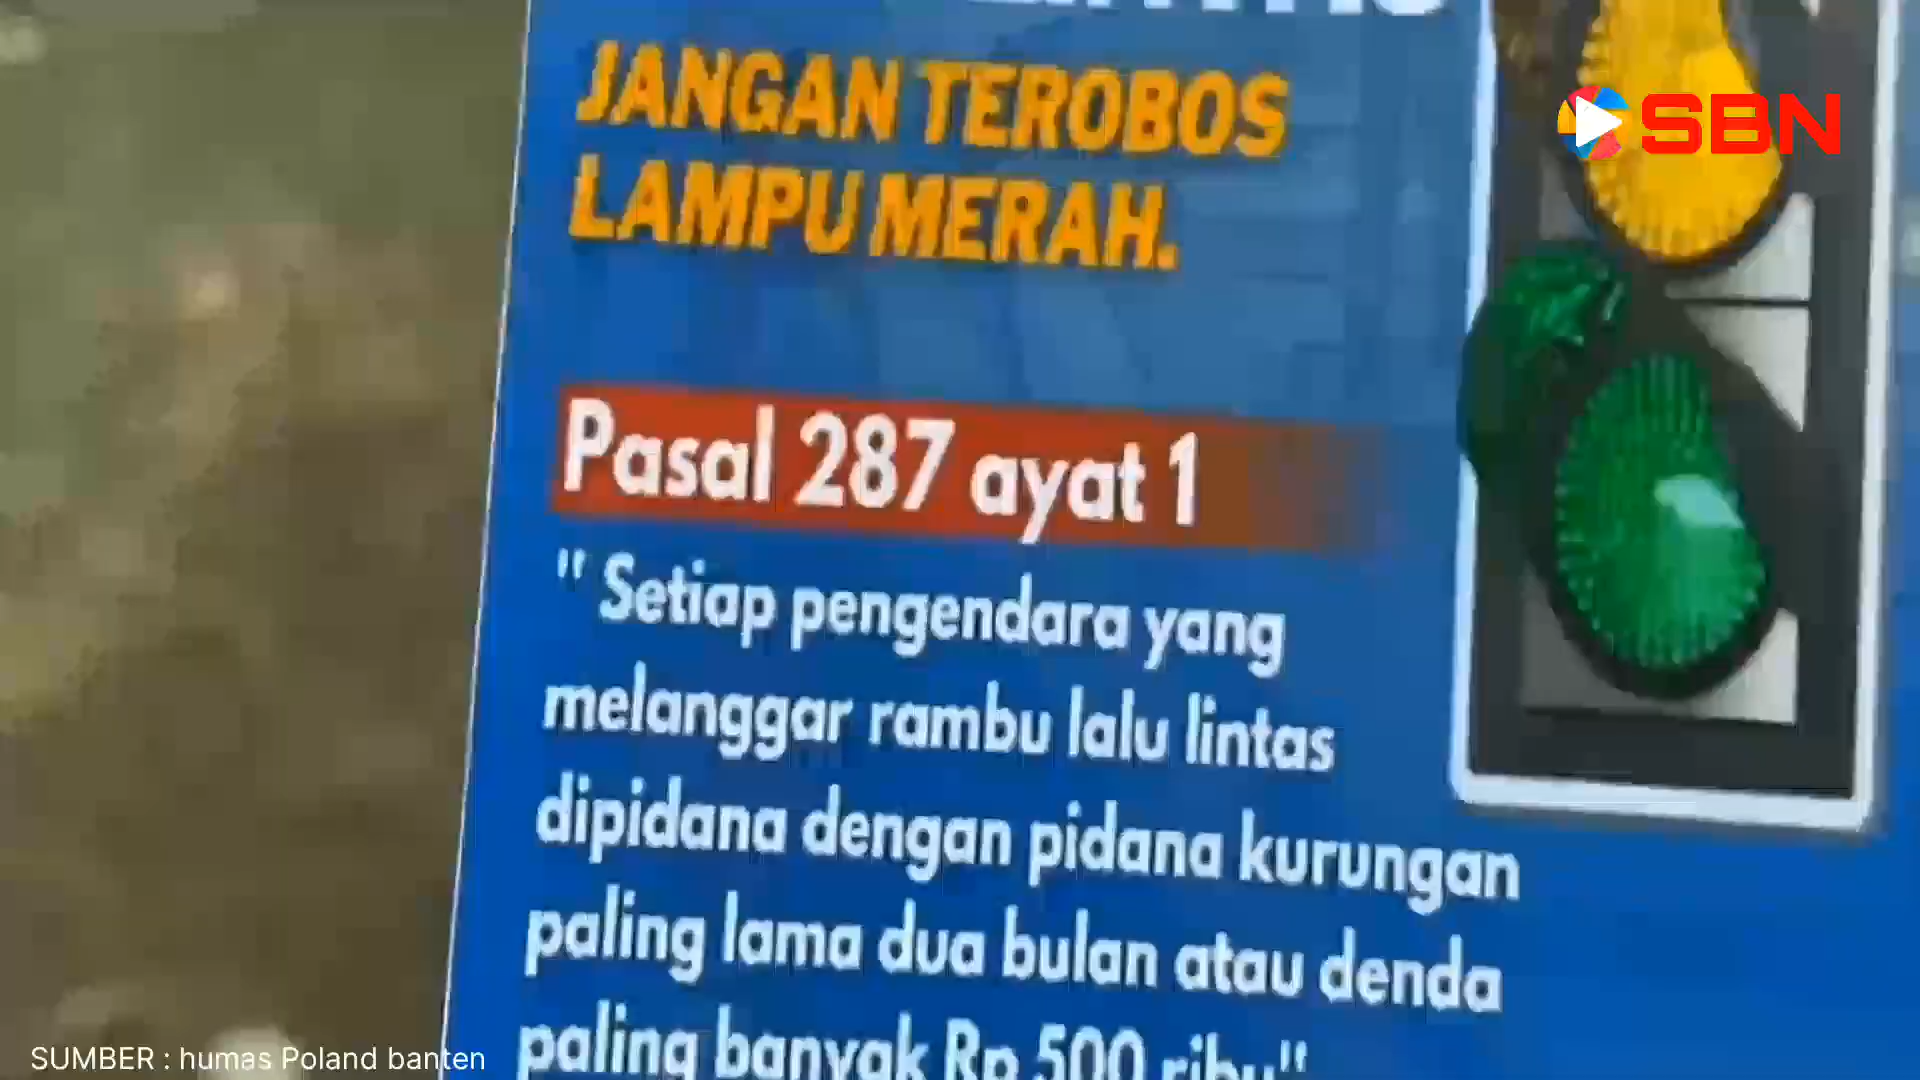 JANGAN TEROBOS
LAMPU MERAH.
SBN
Pasal 287 ayat 1
" Setiap pengendara yang
melanggar rambu lalu lintas
dipidana dengan pidana kurungan
paling lama dua bulan atau denda
paling banyak Rp 500 ribu"
SUMBER : humas Poland banten